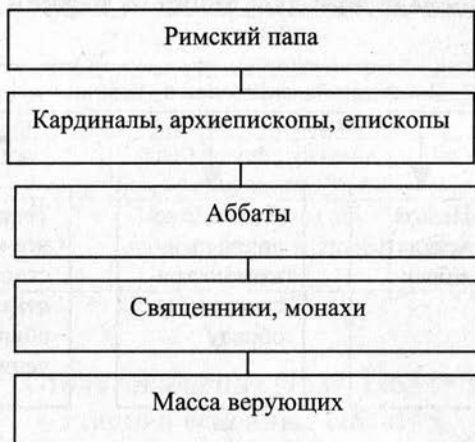 Римский папа
Кардиналы, архиепископы, епископы
Аббаты
Священники, монахи
Масса верующих